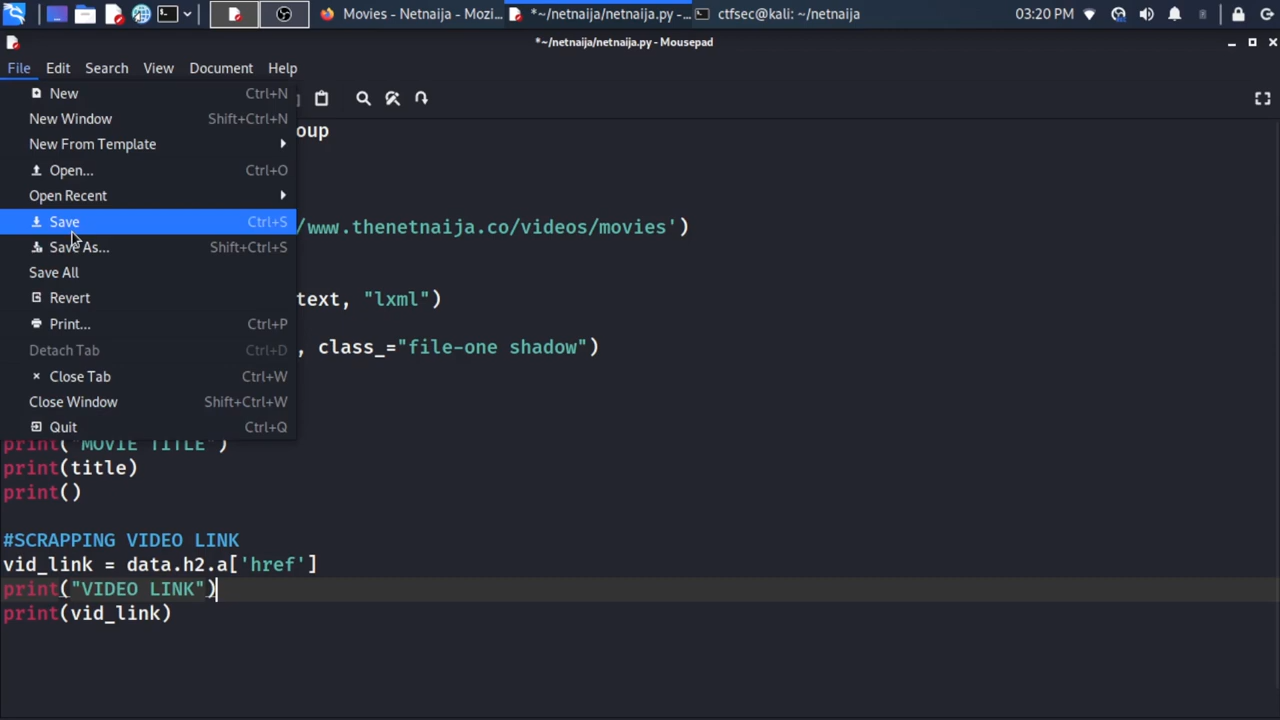 Movies - Netnaija - Mozi...
*~/netnaija/netnaija.py -...
ctfsec@kali: ~/netnaija
03:20 PM
*~/netnaija/netnaija.py - Mousepad
File Edit Search View Document Help
New Ctrl+N
New Window Shift+Ctrl+N
New From Template
Open... Ctrl+O
Open Recent
Save Ctrl+S
Save As... Shift+Ctrl+S
Save All
Revert
Print... Ctrl+P
Detach Tab Ctrl+D
Close Tab Ctrl+W
Close Window Shift+Ctrl+W
Quit Ctrl+Q
oup
/www.thenetnaija.co/videos/movies')
text, "lxml")
, class_="file-one shadow")
print("MOVIE TITLE")
print(title)
print()
#SCRAPPING VIDEO LINK
vid_link = data.h2.a['href']
print("VIDEO LINK")
print(vid_link)